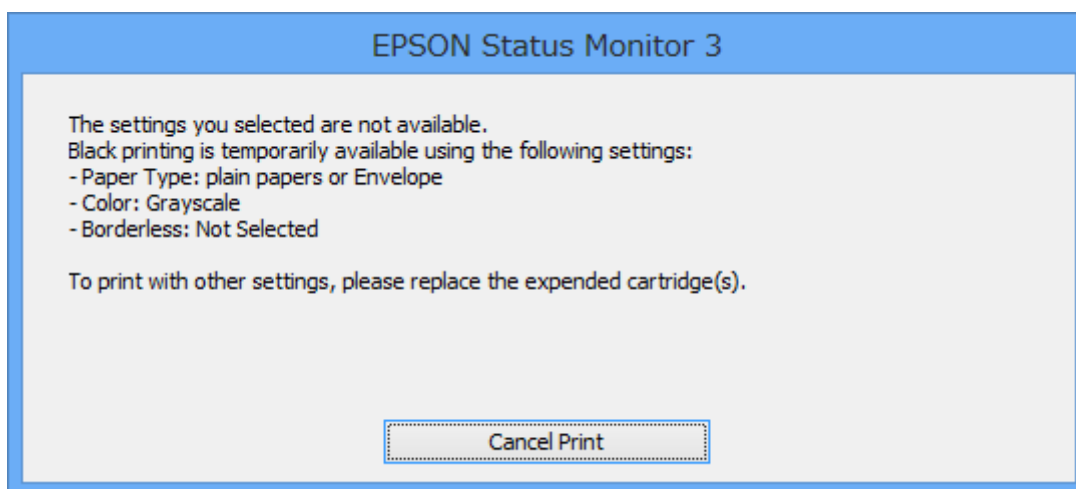 EPSON Status Monitor 3
The settings you selected are not available.
Black printing is temporarily available using the following settings:
- Paper Type: plain papers or Envelope
- Color: Grayscale
- Borderless: Not Selected
To print with other settings, please replace the expended cartridge(s).
Cancel Print